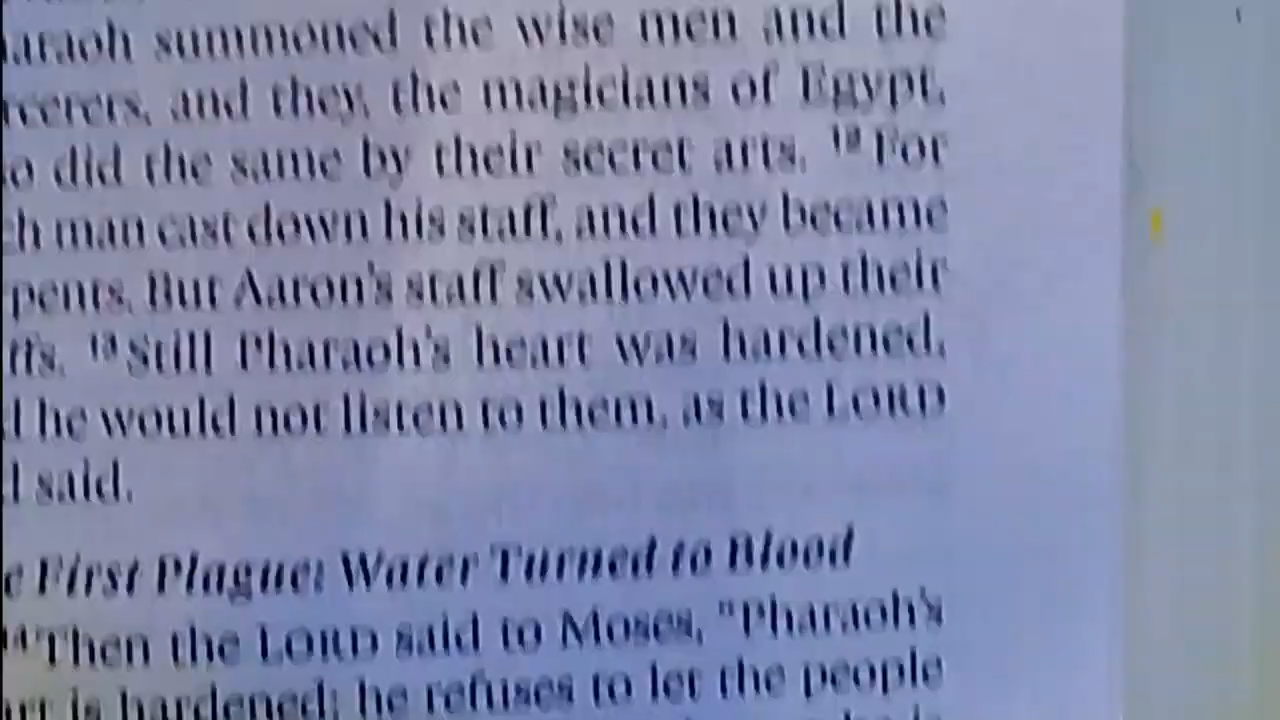 araoh summoned the wise men and the
rcerers, and they, the magicians of Egypt,
o did the same by their secret arts. 12 For
ch man cast down his staff, and they became
pents. But Aaron's staff swallowed up their
ffs. 13 Still Pharaoh's heart was hardened,
d he would not listen to them, as the LORD
d said.
e First Plague: Water Turned to Blood
14 Then the LORD said to Moses, "Pharaoh's
art is hardened; he refuses to let the people